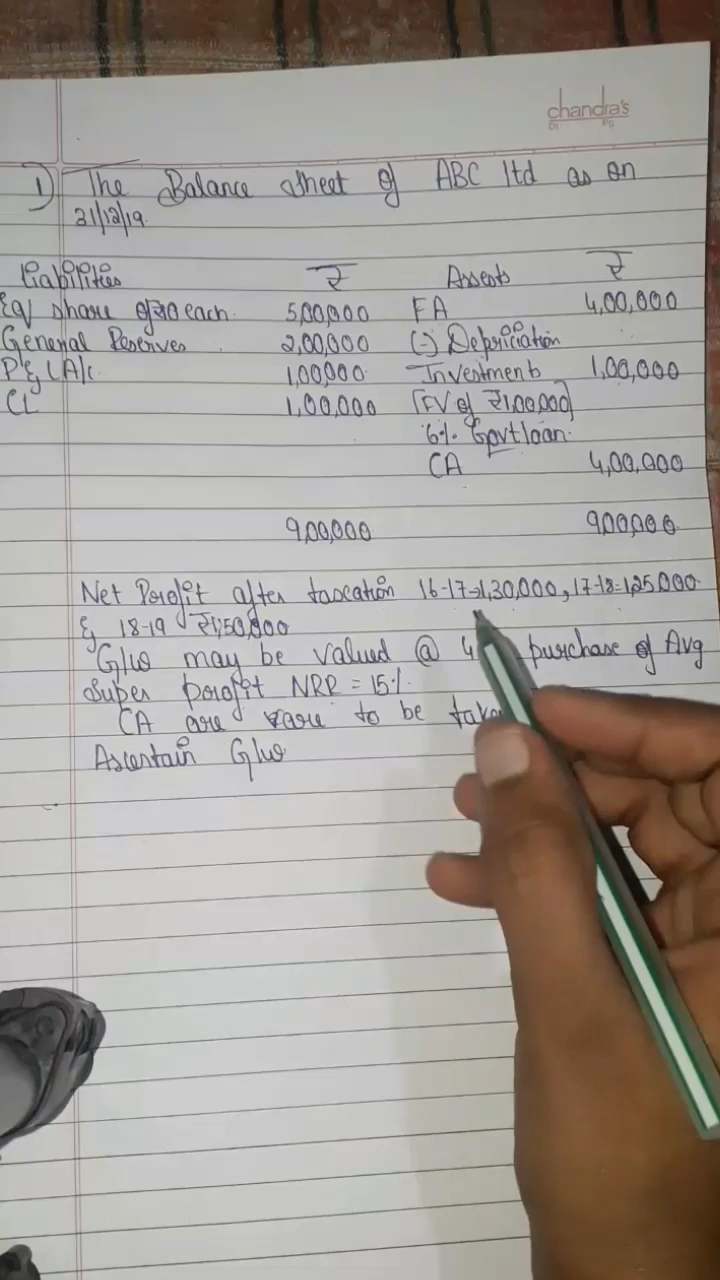 chandra's
1) The Balance sheet of ABC ltd as on
31/12/19
Liabilities ₹ Assets ₹
Eq share of each. 5,00,000 FA 4,00,000
General Reserves 2,00,000 (-) Depriciation
P & L A/c. 1,00,000 Investment 1,00,000
CL 1,00,000 [FV of ₹1,00,000]
6% Govt loan.
CA 4,00,000
9,00,000 9,00,000
Net Profit after taxation 16-17=1,30,000, 17-18=1,25,000
& 18-19 ₹1,50,000
G/w may be valued @ 4 purchase of Avg
Super profit NRR = 15%.
CA are to be
Ascertain G/w